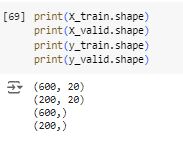 [69] print(X_train.shape)
print(X_valid.shape)
print(y_train.shape)
print(y_valid.shape)
(600, 20)
(200, 20)
(600,)
(200,)